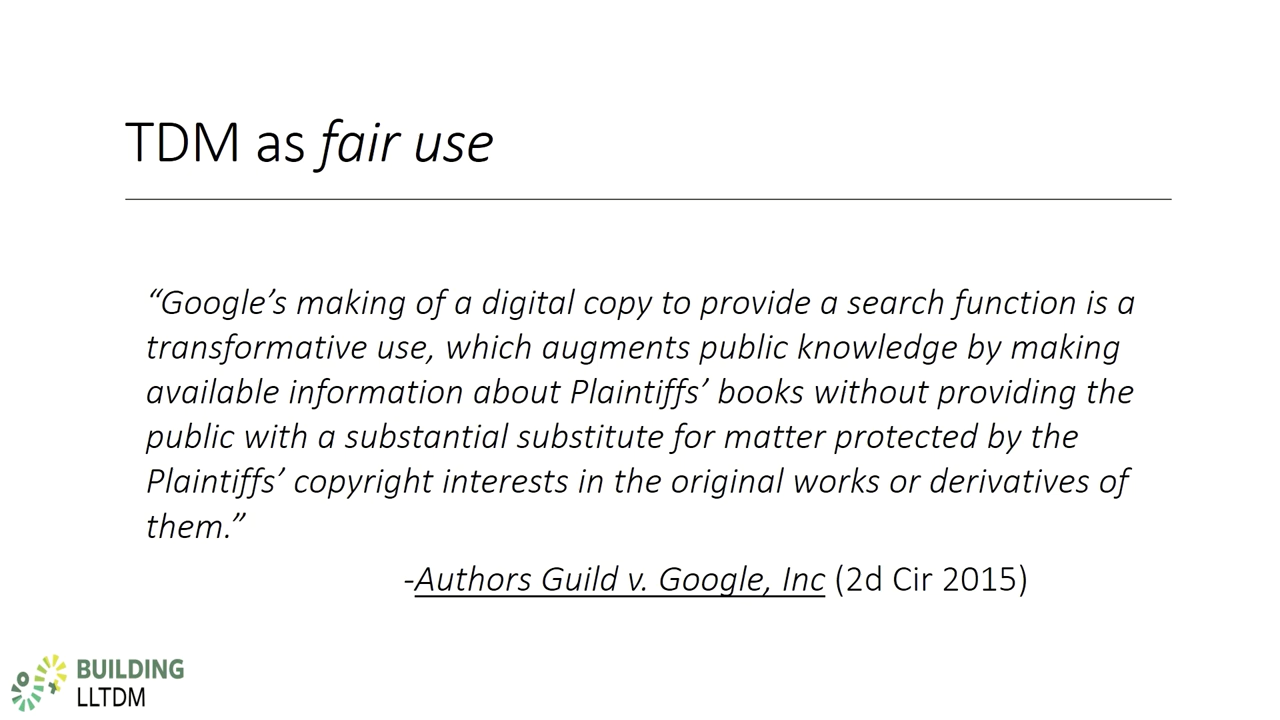 TDM as fair use
“Google’s making of a digital copy to provide a search function is a
transformative use, which augments public knowledge by making
available information about Plaintiffs’ books without providing the
public with a substantial substitute for matter protected by the
Plaintiffs’ copyright interests in the original works or derivatives of
them.”
-Authors Guild v. Google, Inc (2d Cir 2015)
BUILDING
LLTDM